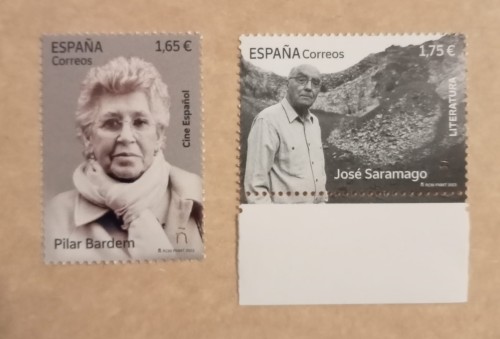 ESPAÑA
Correos
1,65 €
Cine Español
Pilar Bardem
ñ
ESPAÑA Correos
1,75 €
LITERATURA
José Saramago